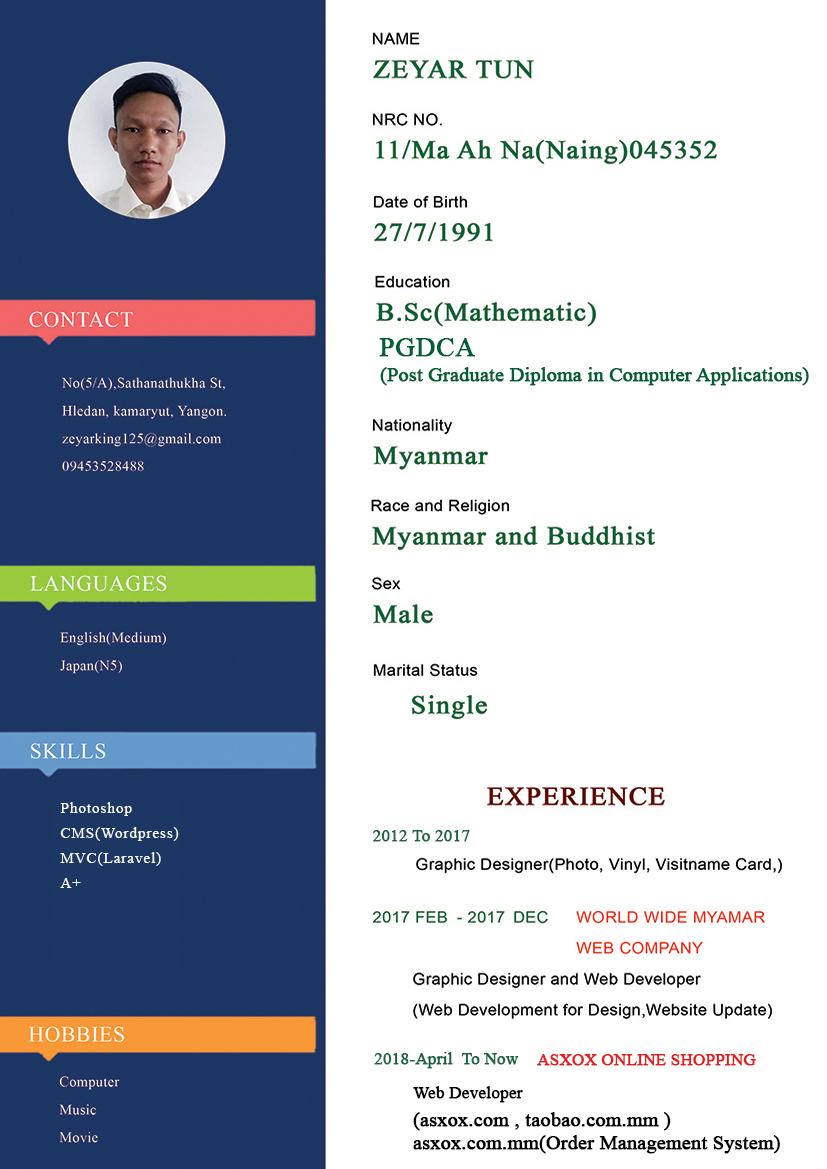 CONTACT
No(5/A),Sathanathukha St,
Hledan, kamaryut, Yangon.
zeyarking125@gmail.com
09453528488
LANGUAGES
English(Medium)
Japan(N5)
SKILLS
Photoshop
CMS(Wordpress)
MVC(Laravel)
A+
HOBBIES
Computer
Music
Movie
NAME
ZEYAR TUN
NRC NO.
11/Ma Ah Na(Naing)045352
Date of Birth
27/7/1991
Education
B.Sc(Mathematic)
PGDCA
(Post Graduate Diploma in Computer Applications)
Nationality
Myanmar
Race and Religion
Myanmar and Buddhist
Sex
Male
Marital Status
Single
EXPERIENCE
2012 To 2017
Graphic Designer(Photo, Vinyl, Visitname Card,)
2017 FEB - 2017 DEC WORLD WIDE MYAMAR
WEB COMPANY
Graphic Designer and Web Developer
(Web Development for Design,Website Update)
2018-April To Now ASXOX ONLINE SHOPPING
Web Developer
(asxox.com , taobao.com.mm )
asxox.com.mm(Order Management System)